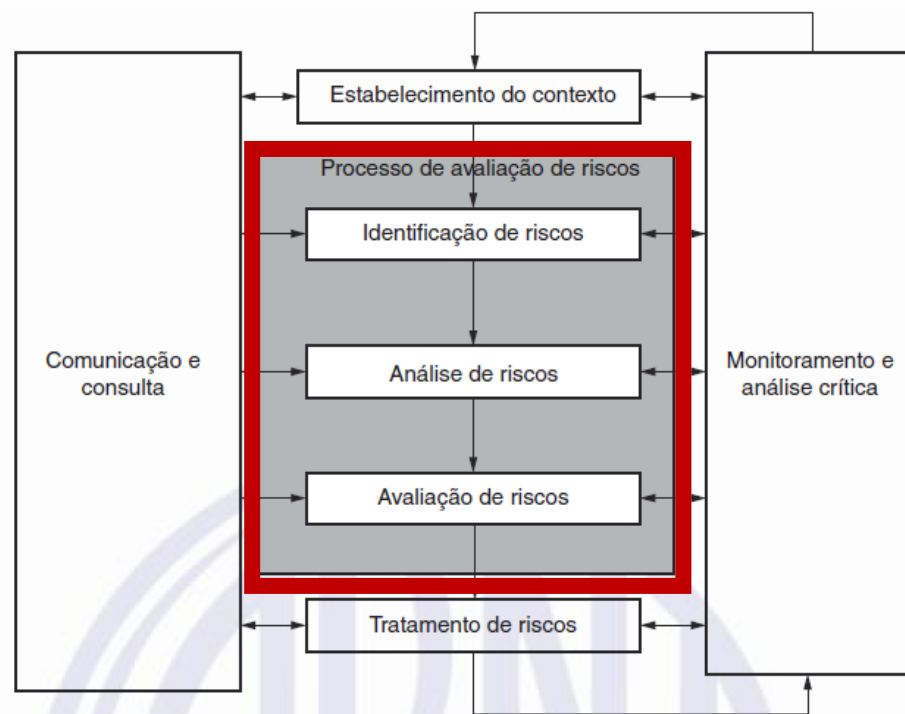 Estabelecimento do contexto
Processo de avaliação de riscos
Identificação de riscos
Comunicação e
consulta
Análise de riscos
Monitoramento e
análise crítica
Avaliação de riscos
Tratamento de riscos